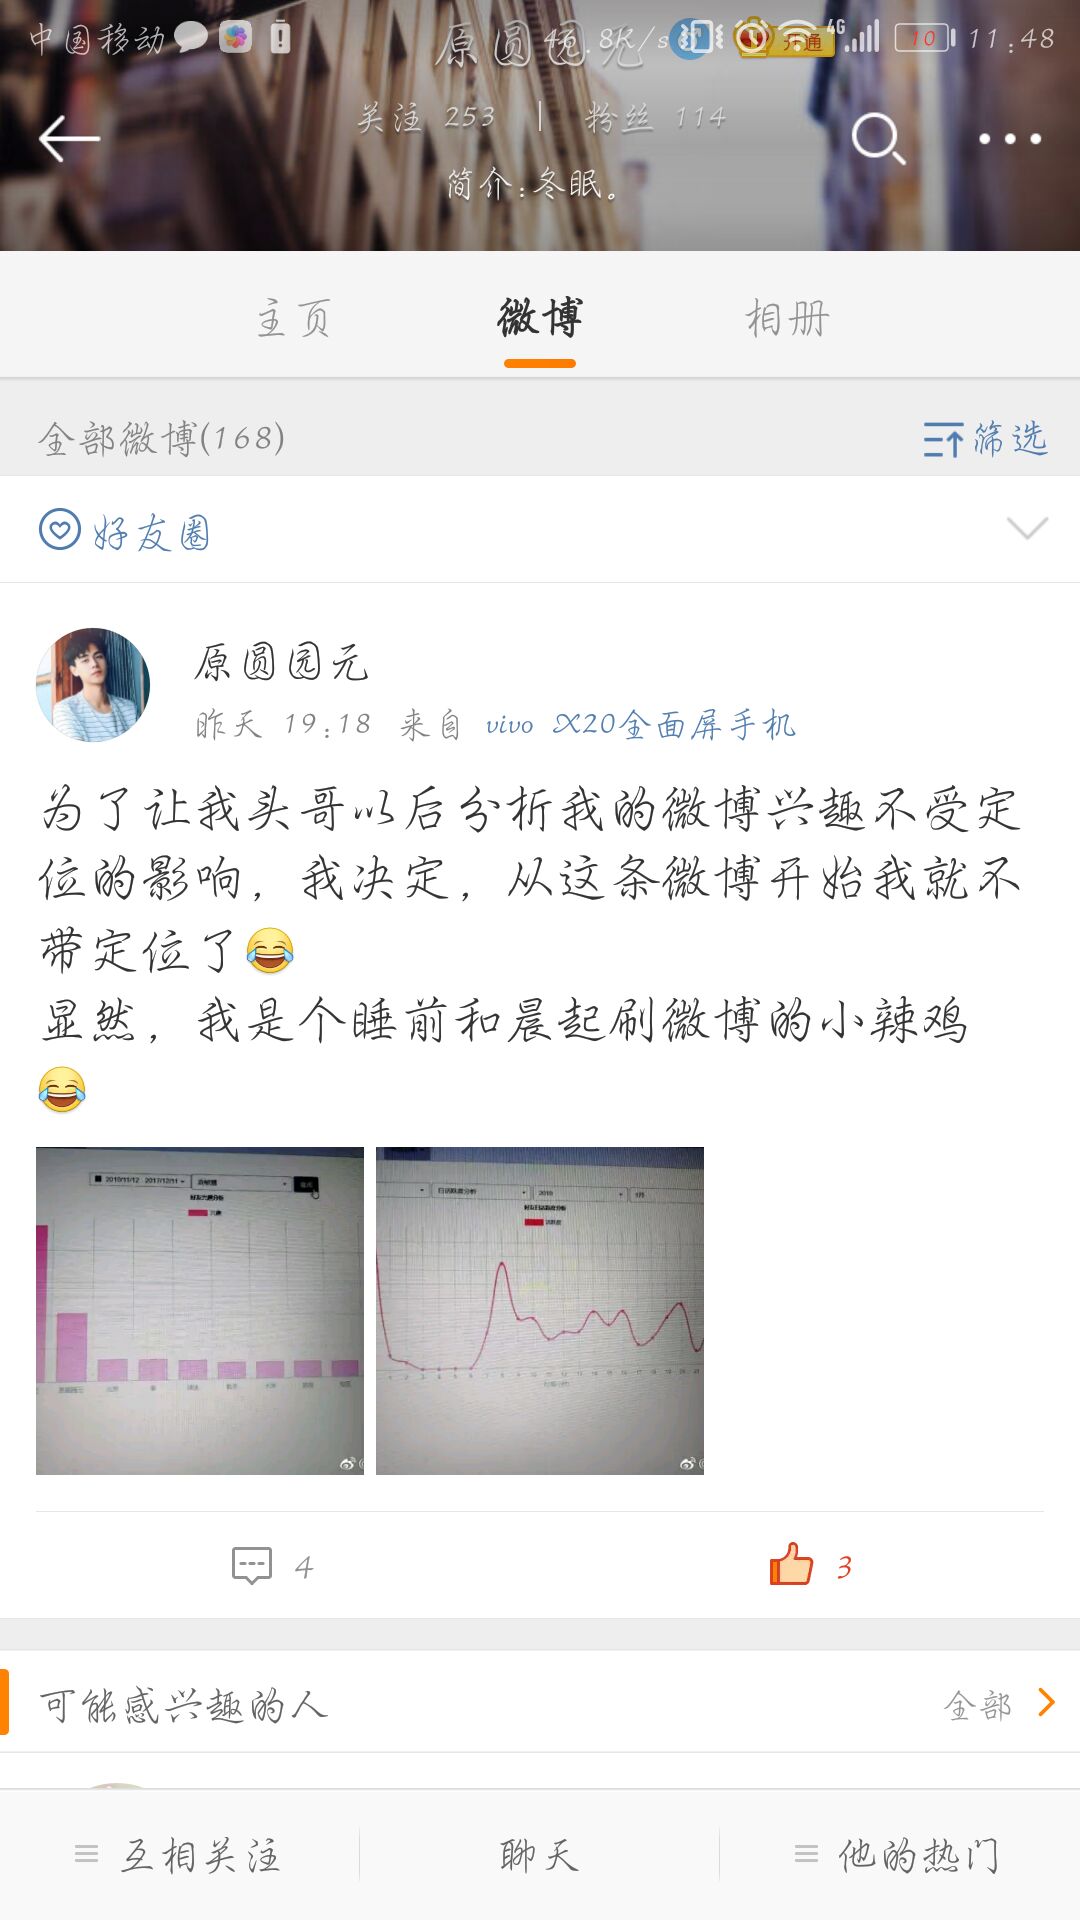 中国移动 46.8K/s 4G 10 11:48
原圆园元
开通
关注 253 | 粉丝 114
简介:冬眠。
主页 微博 相册
全部微博(168) 筛选
好友圈
原圆园元
昨天 19:18 来自 vivo X20全面屏手机
为了让我头哥以后分析我的微博兴趣不受定
位的影响，我决定，从这条微博开始我就不
带定位了
显然，我是个睡前和晨起刷微博的小辣鸡
4 3
可能感兴趣的人 全部
互相关注 聊天 他的热门